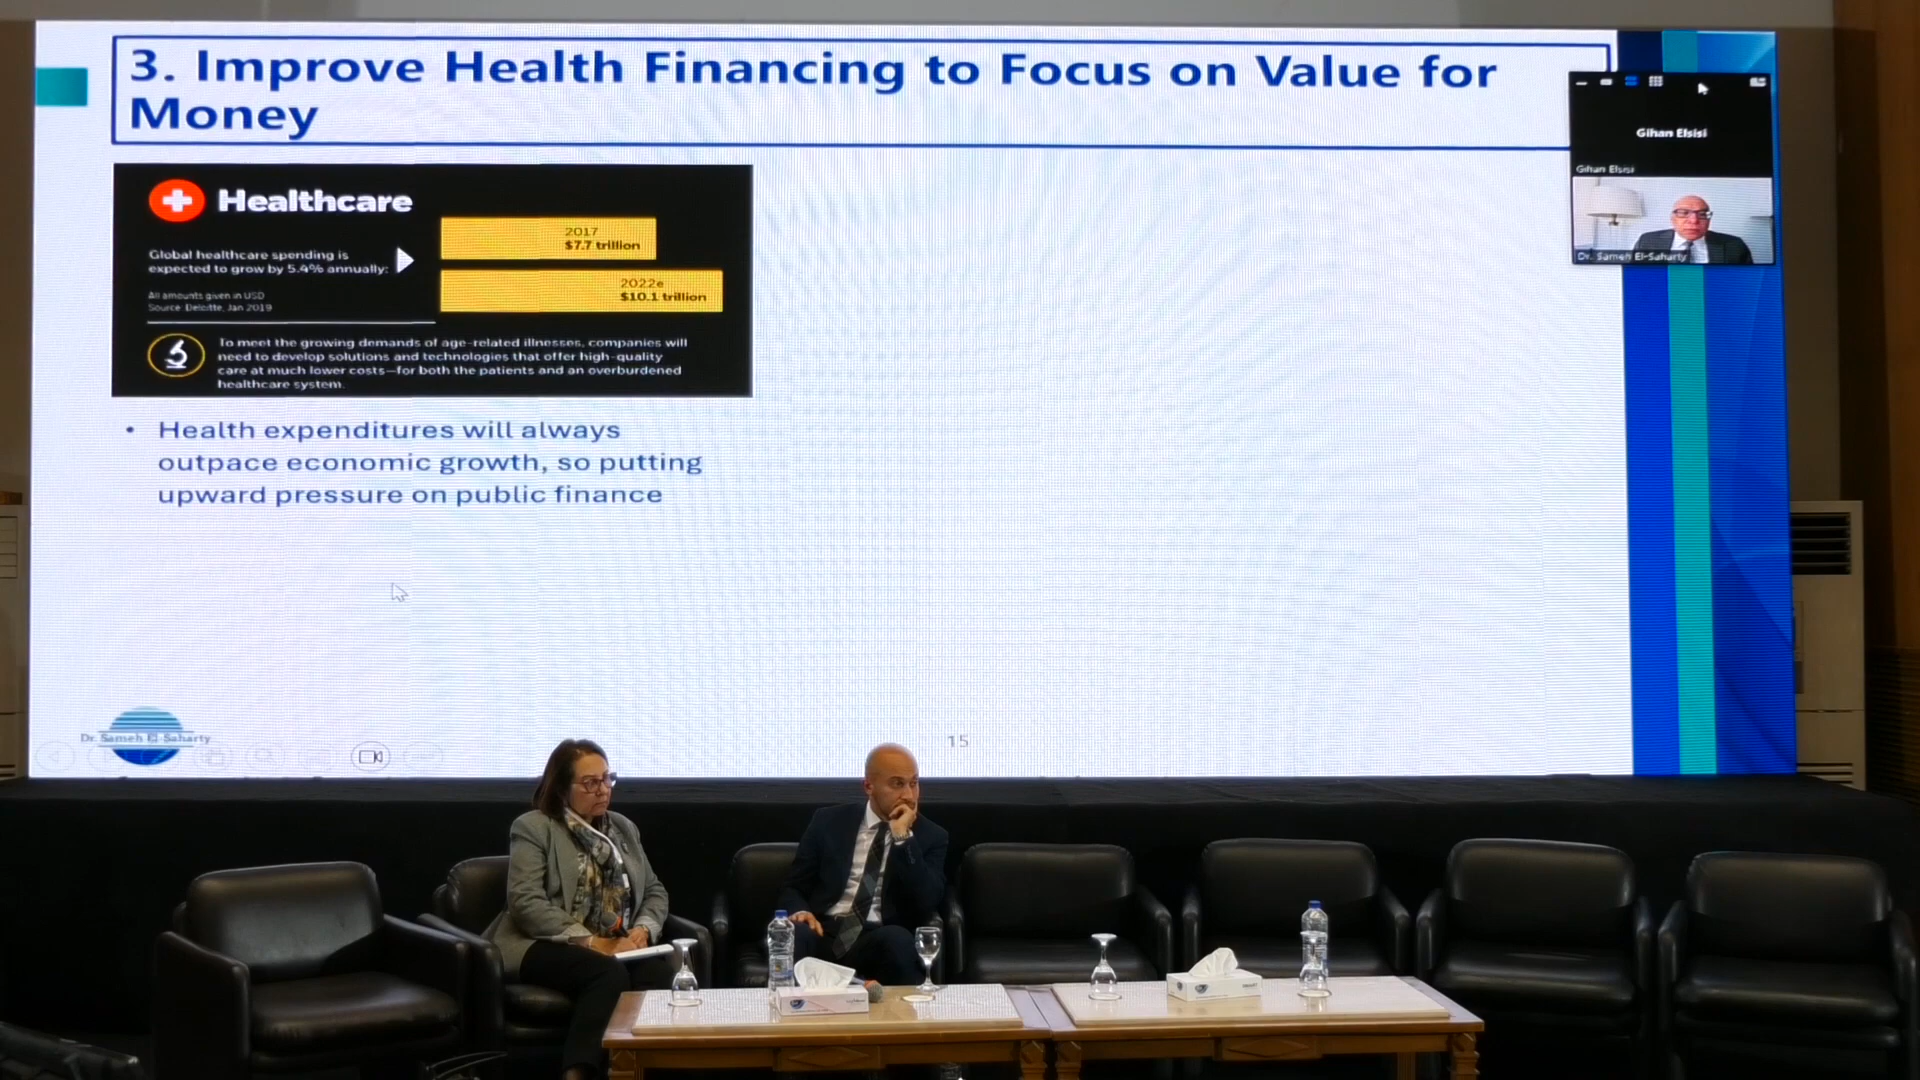 3. Improve Health Financing to Focus on Value for
Money
Healthcare
Global healthcare spending is
expected to grow by 5.4% annually:
All amounts given in USD
Source: Deloitte, Jan 2019
2017
$7.7 trillion
2022e
$10.1 trillion
To meet the growing demands of age-related illnesses, companies will
need to develop solutions and technologies that offer high-quality
care at much lower costs—for both the patients and an overburdened
healthcare system.
• Health expenditures will always
outpace economic growth, so putting
upward pressure on public finance
Gihan Elsisi
Gihan Elsisi
Dr. Sameh El-Saharty
Dr. Sameh El-Saharty
15